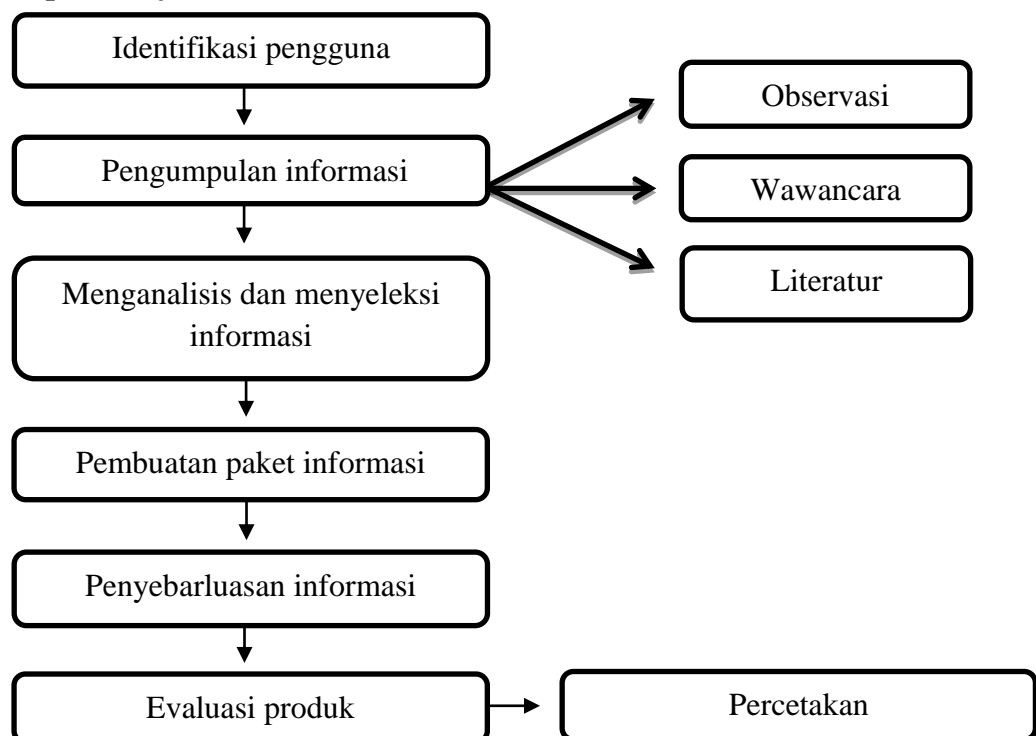 Identifikasi pengguna
Pengumpulan informasi
Observasi
Wawancara
Literatur
Menganalisis dan menyeleksi
informasi
Pembuatan paket informasi
Penyebarluasan informasi
Evaluasi produk
Percetakan